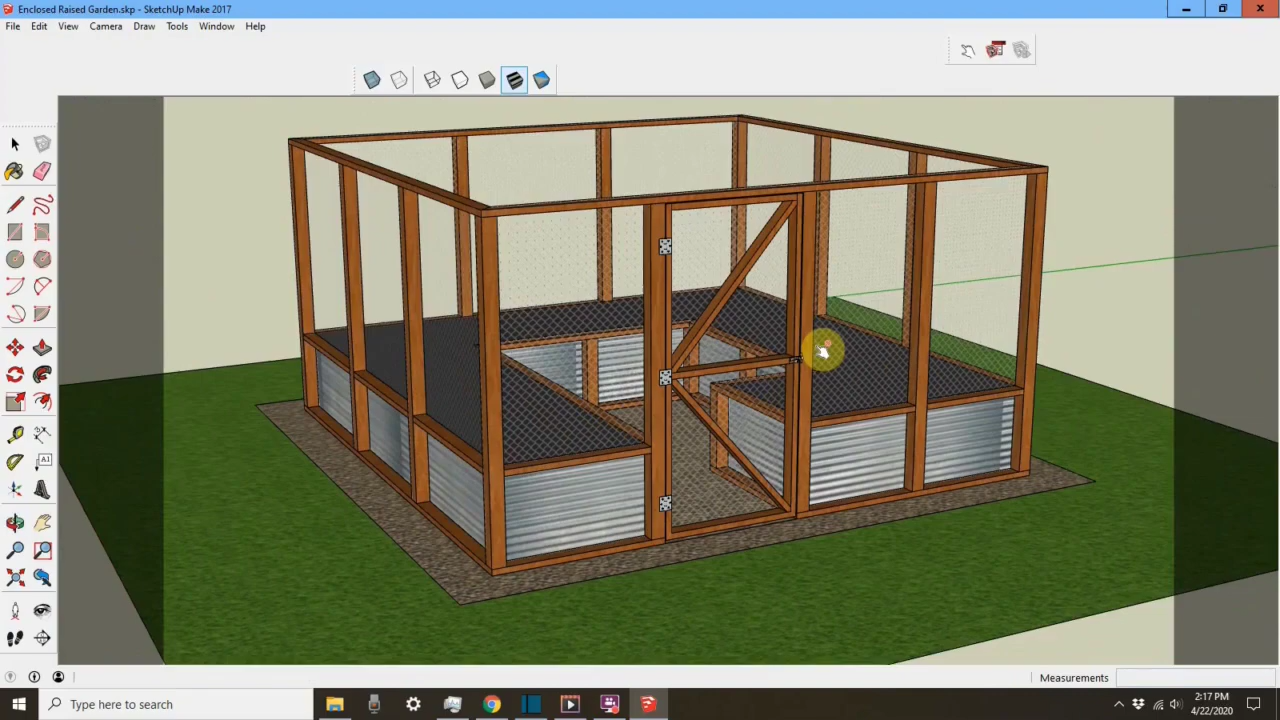 Enclosed Raised Garden.skp - SketchUp Make 2017
File Edit View Camera Draw Tools Window Help
A1
Measurements
Type here to search
2:17 PM
4/22/2020